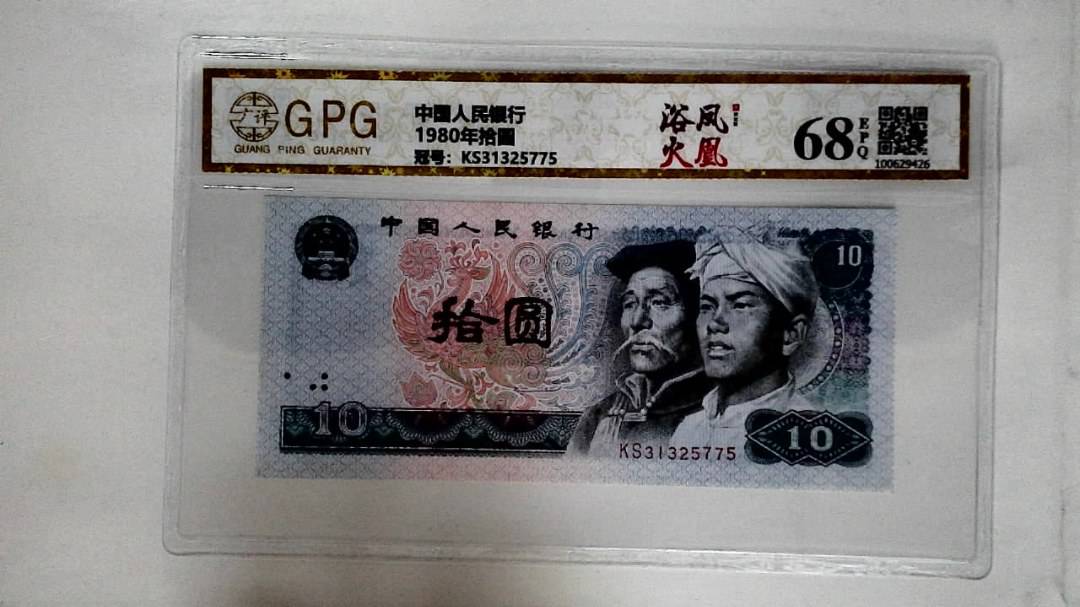 广评
GPG
GUANG PING GUARANTY
中国人民银行
1980年拾圆
冠号：KS31325775
浴凤
火凰
68
EPQ
100629426
中国人民银行
10
拾圆
10
KS31325775
10